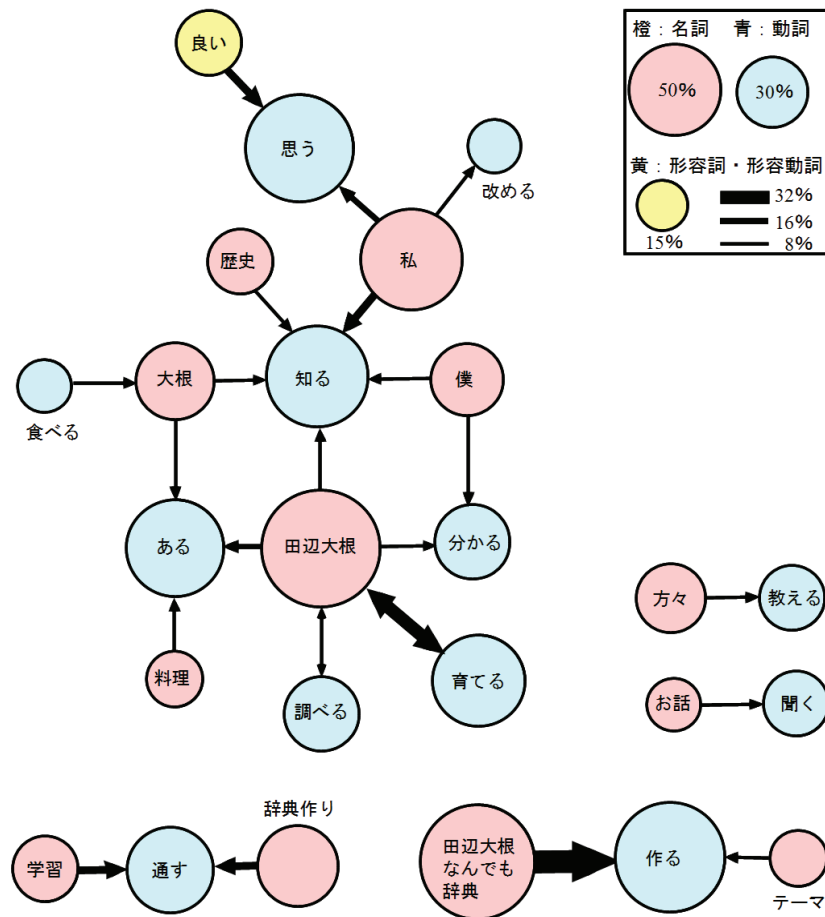 良い
思う
改める
私
歴史
知る
大根
僕
食べる
ある
田辺大根
分かる
料理
調べる
育てる
橙：名詞 青：動詞
50%
30%
黄：形容詞・形容動詞
32%
16%
8%
15%
方々
教える
お話
聞く
学習
通す
辞典作り
田辺大根
なんでも
辞典
作る
テーマ